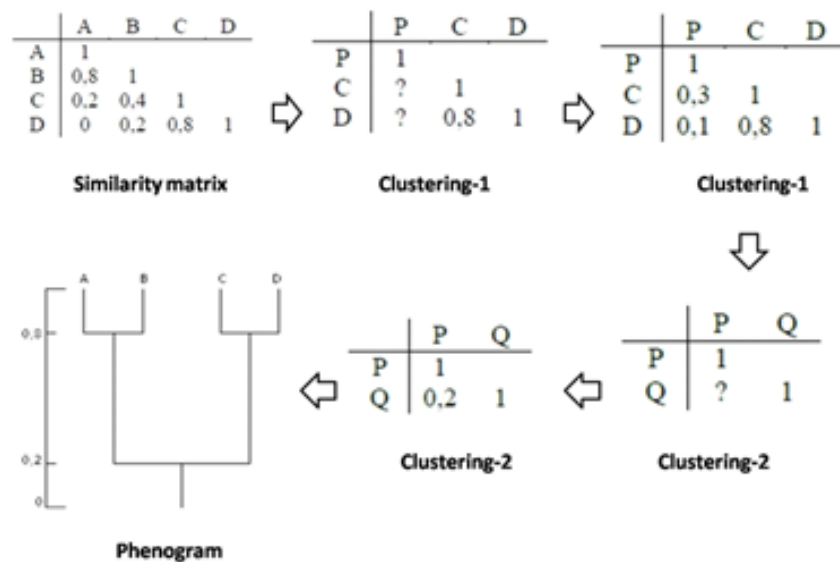 A B C D
A 1
B 0,8 1
C 0,2 0,4 1
D 0 0,2 0,8 1
Similarity matrix
P C D
P 1
C ? 1
D ? 0,8 1
Clustering-1
P C D
P 1
C 0,3 1
D 0,1 0,8 1
Clustering-1
P Q
P 1
Q ? 1
Clustering-2
P Q
P 1
Q 0,2 1
Clustering-2
A B C D
0,8
0,2
0
Phenogram